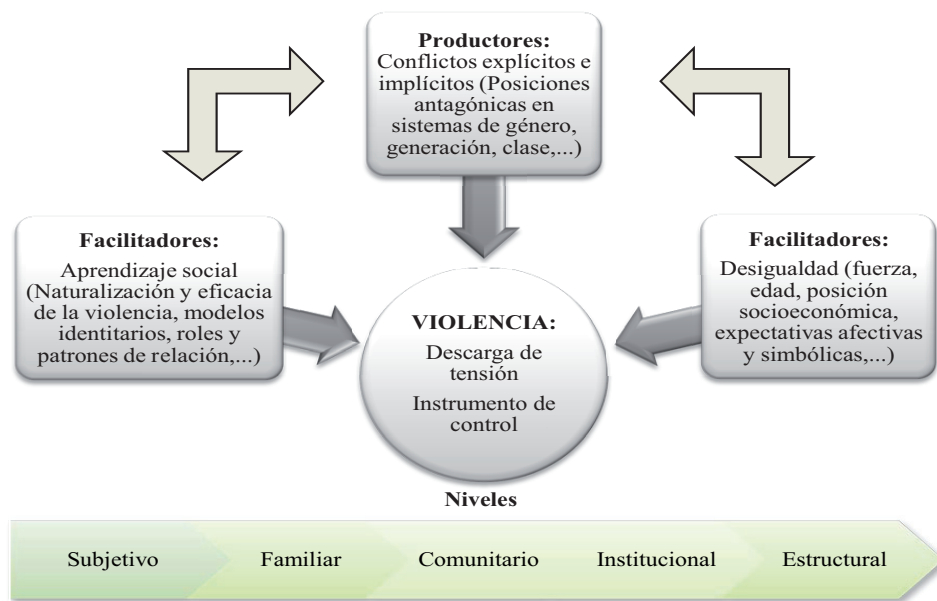 Productores:
Conflictos explícitos e
implícitos (Posiciones
antagónicas en
sistemas de género,
generación, clase,...)
Facilitadores:
Aprendizaje social
(Naturalización y eficacia
de la violencia, modelos
identitarios, roles y
patrones de relación,...)
Facilitadores:
Desigualdad (fuerza,
edad, posición
socioeconómica,
expectativas afectivas
y simbólicas,...)
VIOLENCIA:
Descarga de
tensión
Instrumento de
control
Niveles
Subjetivo Familiar Comunitario Institucional Estructural